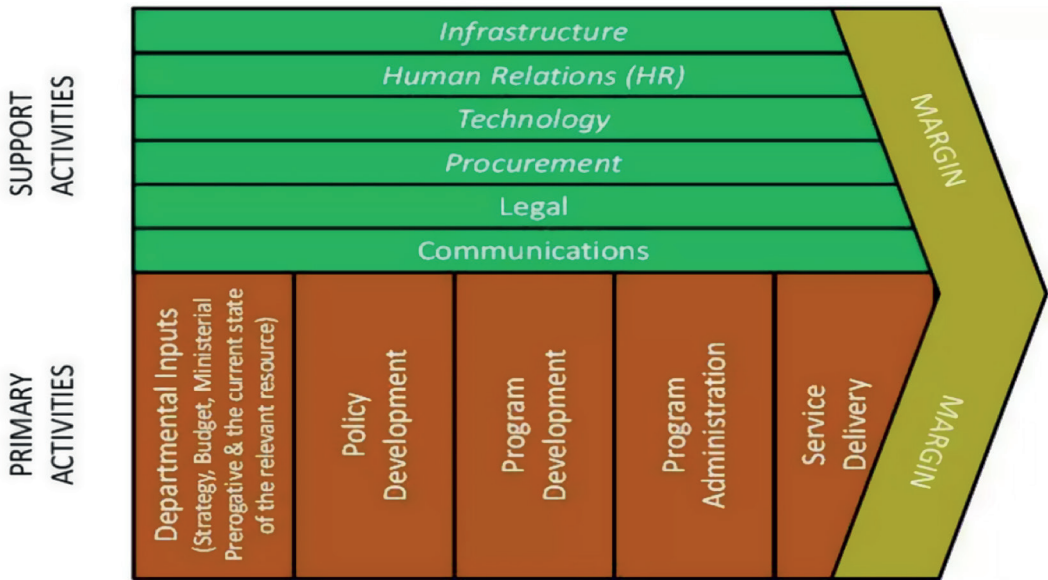 SUPPORT
ACTIVITIES
Infrastructure
Human Relations (HR)
Technology
Procurement
Legal
Communications
MARGIN
PRIMARY
ACTIVITIES
Departmental Inputs
(Strategy, Budget, Ministerial
Prerogative & the current state
of the relevant resource)
Policy
Development
Program
Development
Program
Administration
Service
Delivery
MARGIN